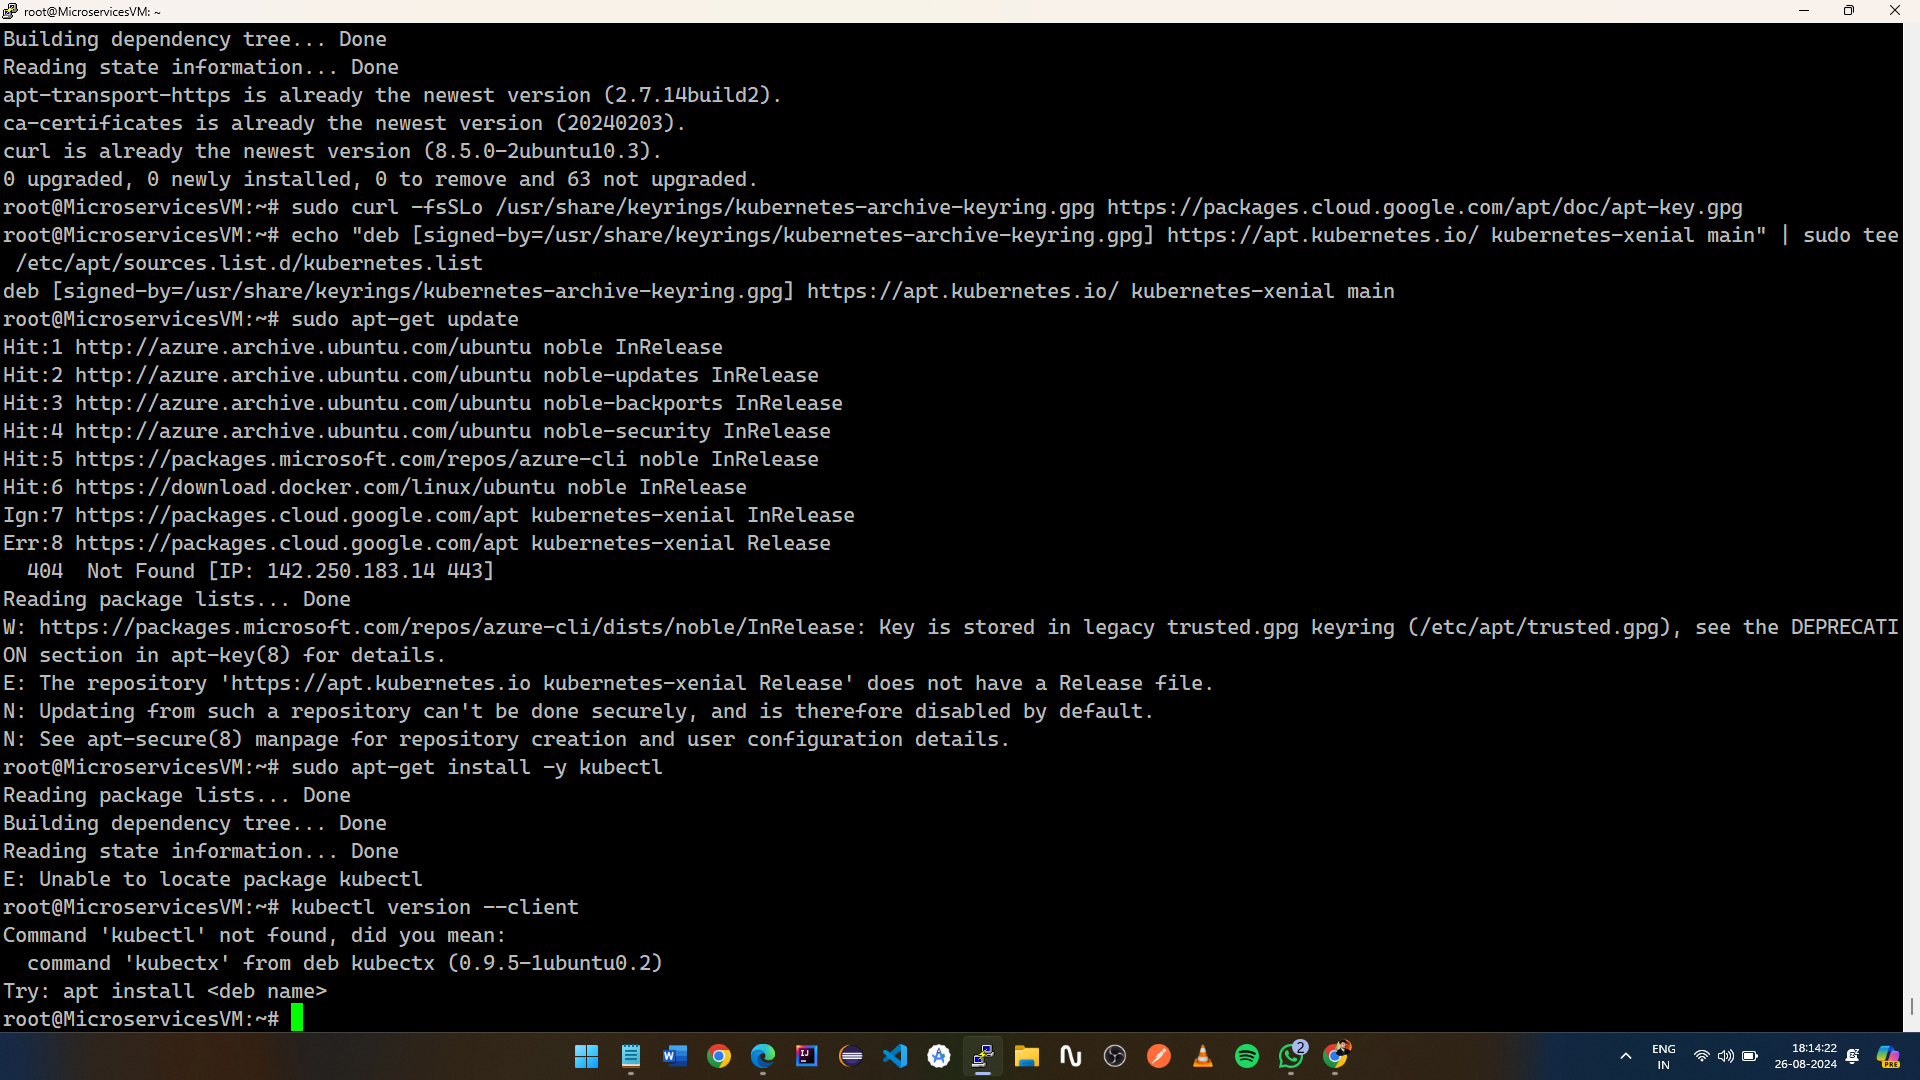 root@MicroservicesVM: ~
Building dependency tree... Done
Reading state information... Done
apt-transport-https is already the newest version (2.7.14build2).
ca-certificates is already the newest version (20240203).
curl is already the newest version (8.5.0-2ubuntu10.3).
0 upgraded, 0 newly installed, 0 to remove and 63 not upgraded.
root@MicroservicesVM:~# sudo curl -fsSLo /usr/share/keyrings/kubernetes-archive-keyring.gpg https://packages.cloud.google.com/apt/doc/apt-key.gpg
root@MicroservicesVM:~# echo "deb [signed-by=/usr/share/keyrings/kubernetes-archive-keyring.gpg] https://apt.kubernetes.io/ kubernetes-xenial main" | sudo tee
 /etc/apt/sources.list.d/kubernetes.list
deb [signed-by=/usr/share/keyrings/kubernetes-archive-keyring.gpg] https://apt.kubernetes.io/ kubernetes-xenial main
root@MicroservicesVM:~# sudo apt-get update
Hit:1 http://azure.archive.ubuntu.com/ubuntu noble InRelease
Hit:2 http://azure.archive.ubuntu.com/ubuntu noble-updates InRelease
Hit:3 http://azure.archive.ubuntu.com/ubuntu noble-backports InRelease
Hit:4 http://azure.archive.ubuntu.com/ubuntu noble-security InRelease
Hit:5 https://packages.microsoft.com/repos/azure-cli noble InRelease
Hit:6 https://download.docker.com/linux/ubuntu noble InRelease
Ign:7 https://packages.cloud.google.com/apt kubernetes-xenial InRelease
Err:8 https://packages.cloud.google.com/apt kubernetes-xenial Release
  404  Not Found [IP: 142.250.183.14 443]
Reading package lists... Done
W: https://packages.microsoft.com/repos/azure-cli/dists/noble/InRelease: Key is stored in legacy trusted.gpg keyring (/etc/apt/trusted.gpg), see the DEPRECATI
ON section in apt-key(8) for details.
E: The repository 'https://apt.kubernetes.io kubernetes-xenial Release' does not have a Release file.
N: Updating from such a repository can't be done securely, and is therefore disabled by default.
N: See apt-secure(8) manpage for repository creation and user configuration details.
root@MicroservicesVM:~# sudo apt-get install -y kubectl
Reading package lists... Done
Building dependency tree... Done
Reading state information... Done
E: Unable to locate package kubectl
root@MicroservicesVM:~# kubectl version --client
Command 'kubectl' not found, did you mean:
  command 'kubectx' from deb kubectx (0.9.5-1ubuntu0.2)
Try: apt install <deb name>
root@MicroservicesVM:~#
2
ENG
IN
18:14:22
26-08-2024
PRE